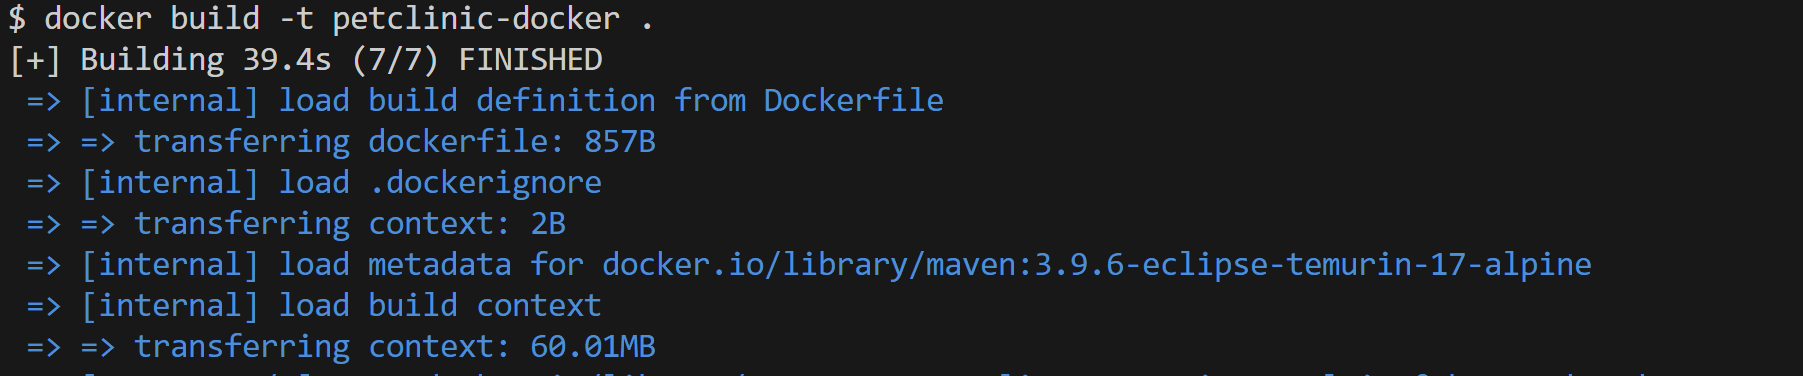 $ docker build -t petclinic-docker .
[+] Building 39.4s (7/7) FINISHED
=> [internal] load build definition from Dockerfile
=> => transferring dockerfile: 857B
=> [internal] load .dockerignore
=> => transferring context: 2B
=> [internal] load metadata for docker.io/library/maven:3.9.6-eclipse-temurin-17-alpine
=> [internal] load build context
=> => transferring context: 60.01MB